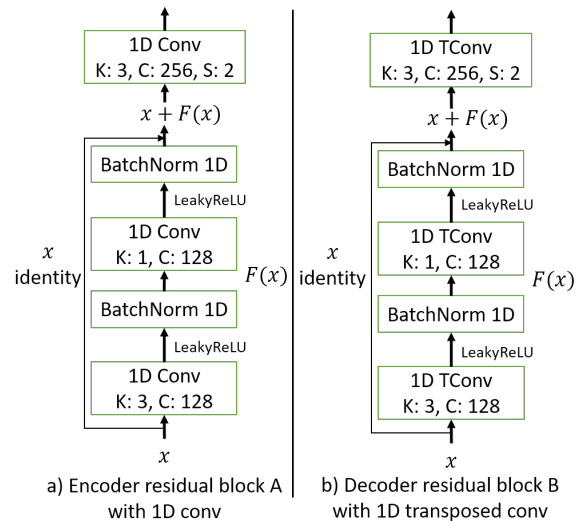 1D Conv
K: 3, C: 256, S: 2
x + F(x)
BatchNorm 1D
LeakyReLU
1D Conv
K: 1, C: 128
x
identity
F(x)
BatchNorm 1D
LeakyReLU
1D Conv
K: 3, C: 128
x
a) Encoder residual block A
with 1D conv
1D TConv
K: 3, C: 256, S: 2
x + F(x)
BatchNorm 1D
LeakyReLU
1D TConv
K: 1, C: 128
x
identity
F(x)
BatchNorm 1D
LeakyReLU
1D TConv
K: 3, C: 128
x
b) Decoder residual block B
with 1D transposed conv